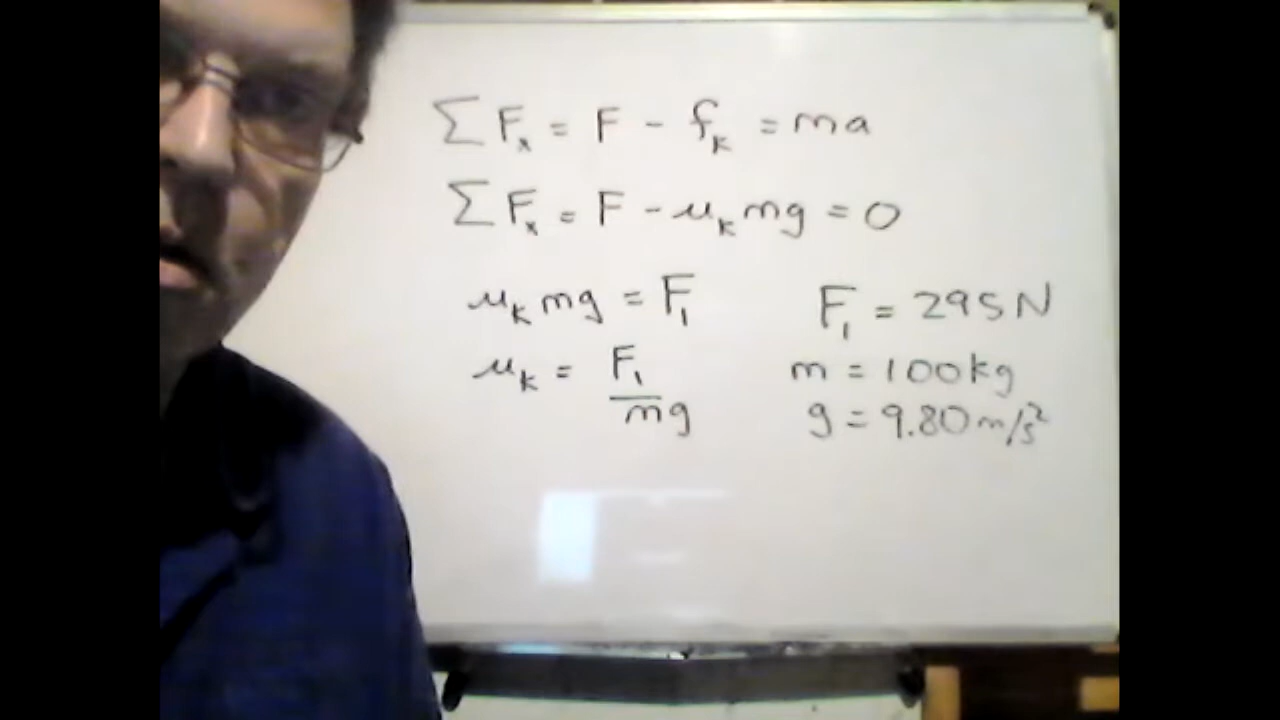 ΣFₓ = F - fₖ = ma
ΣFₓ = F - μₖmg = 0
μₖmg = F₁
F₁ = 295N
μₖ = F₁/mg
m = 100kg
g = 9.80m/s²